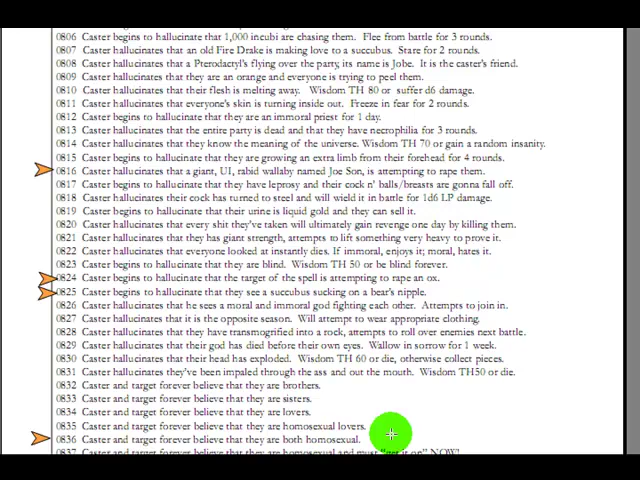 0806 Caster begins to hallucinate that 1,000 incubi are chasing them. Flee from battle for 3 rounds.
0807 Caster hallucinates that an old Fire Drake is making love to a succubus. Stare for 2 rounds.
0808 Caster hallucinates that a Pterodactyl's flying over the party, its name is Jobe. It is the caster's friend.
0809 Caster hallucinates that they are an orange and everyone is trying to peel them.
0810 Caster hallucinates that their flesh is melting away. Wisdom TH 80 or suffer d6 damage.
0811 Caster hallucinates that everyone's skin is turning inside out. Freeze in fear for 2 rounds.
0812 Caster begins to hallucinate that they are an immoral priest for 1 day.
0813 Caster hallucinates that the entire party is dead and that they have necrophilia for 3 rounds.
0814 Caster hallucinates that they know the meaning of the universe. Wisdom TH 70 or gain a random insanity.
0815 Caster begins to hallucinate that they are growing an extra limb from their forehead for 4 rounds.
0816 Caster hallucinates that a giant, UI, rabid wallaby named Joe Son, is attempting to rape them.
0817 Caster begins to hallucinate that they have leprosy and their cock n' balls/breasts are gonna fall off.
0818 Caster hallucinates their cock has turned to steel and will wield it in battle for 1d6 LP damage.
0819 Caster begins to hallucinate that their urine is liquid gold and they can sell it.
0820 Caster hallucinates that every shit they've taken will ultimately gain revenge one day by killing them.
0821 Caster hallucinates that they has giant strength, attempts to lift something very heavy to prove it.
0822 Caster hallucinates that everyone looked at instantly dies. If immoral, enjoys it; moral, hates it.
0823 Caster begins to hallucinate that they are blind. Wisdom TH 50 or be blind forever.
0824 Caster begins to hallucinate that the target of the spell is attempting to rape an ox.
0825 Caster begins to hallucinate that they see a succubus sucking on a bear's nipple.
0826 Caster hallucinates that he sees a moral and immoral god fighting each other. Attempts to join in.
0827 Caster hallucinates that it is the opposite season. Will attempt to wear appropriate clothing.
0828 Caster hallucinates that they have transmogrified into a rock, attempts to roll over enemies next battle.
0829 Caster hallucinates that their god has died before their own eyes. Wallow in sorrow for 1 week.
0830 Caster hallucinates that their head has exploded. Wisdom TH 60 or die, otherwise collect pieces.
0831 Caster hallucinates they've been impaled through the ass and out the mouth. Wisdom TH50 or die.
0832 Caster and target forever believe that they are brothers.
0833 Caster and target forever believe that they are sisters.
0834 Caster and target forever believe that they are lovers.
0835 Caster and target forever believe that they are homosexual lovers.
0836 Caster and target forever believe that they are both homosexual.
0837 Caster and target forever believe that they are homosexual and must "get it on" NOW!